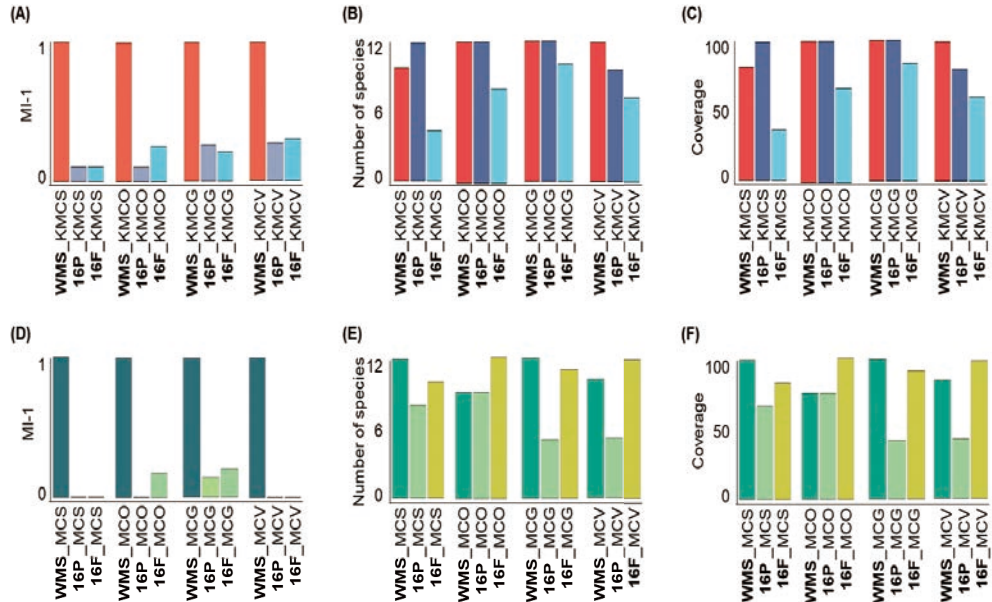 (A)
MI-1
1
0
WMS_KMCS
16P_KMCS
16F_KMCS
WMS_KMCO
16P_KMCO
16F_KMCO
WMS_KMCG
16P_KMCG
16F_KMCG
WMS_KMCV
16P_KMCV
16F_KMCV
(B)
Number of species
12
6
0
WMS_KMCS
16P_KMCS
16F_KMCS
WMS_KMCO
16P_KMCO
16F_KMCO
WMS_KMCG
16P_KMCG
16F_KMCG
WMS_KMCV
16P_KMCV
16F_KMCV
(C)
Coverage
100
50
0
WMS_KMCS
16P_KMCS
16F_KMCS
WMS_KMCO
16P_KMCO
16F_KMCO
WMS_KMCG
16P_KMCG
16F_KMCG
WMS_KMCV
16P_KMCV
16F_KMCV
(D)
MI-1
1
0
WMS_MCS
16P_MCS
16F_MCS
WMS_MCO
16P_MCO
16F_MCO
WMS_MCG
16P_MCG
16F_MCG
WMS_MCV
16P_MCV
16F_MCV
(E)
Number of species
12
6
0
WMS_MCS
16P_MCS
16F_MCS
WMS_MCO
16P_MCO
16F_MCO
WMS_MCG
16P_MCG
16F_MCG
WMS_MCV
16P_MCV
16F_MCV
(F)
Coverage
100
50
0
WMS_MCS
16P_MCS
16F_MCS
WMS_MCO
16P_MCO
16F_MCO
WMS_MCG
16P_MCG
16F_MCG
WMS_MCV
16P_MCV
16F_MCV